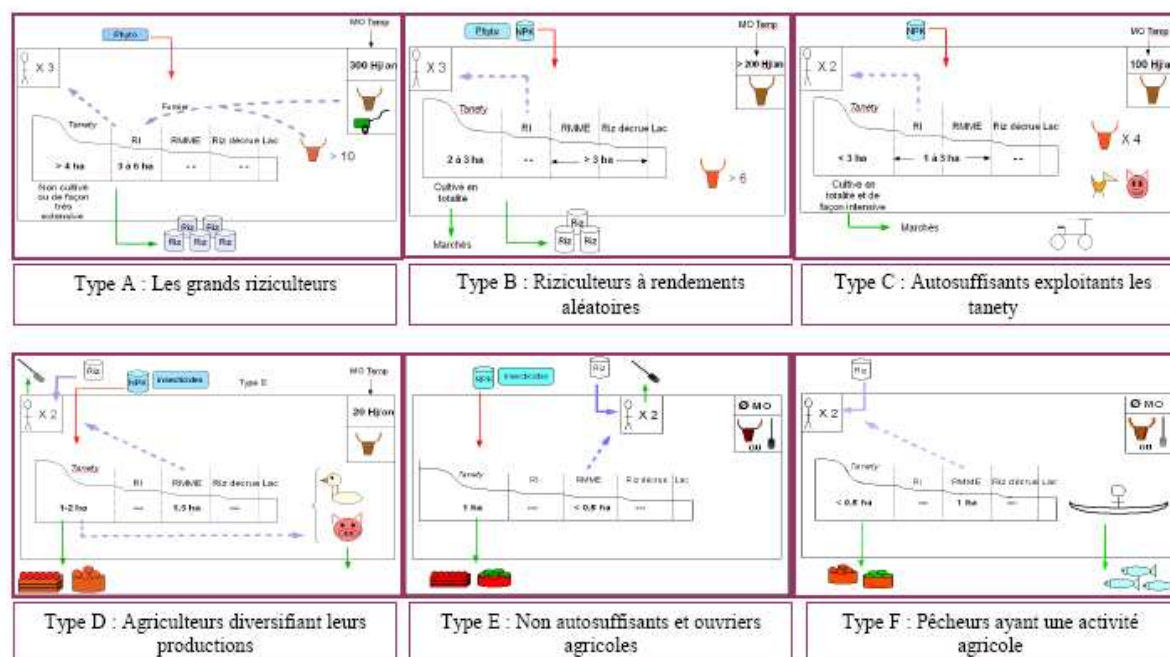 Phyto
MO Temp
X 3
300 Hj/an
Fumier
Tanety
RI
RMME
Riz décrue
Lac
> 10
> 4 ha
3 à 6 ha
--
--
Non cultivé
ou de façon
très
extensive
Riz
Riz
Riz
Riz
Riz
Type A : Les grands riziculteurs
Phyto
NPK
MO Temp
X 3
> 200 Hj/an
Tanety
RI
RMME
Riz décrue
Lac
2 à 3 ha
--
> 3 ha
> 6
Cultivé en
totalité
Marchés
Riz
Riz
Riz
Type B : Riziculteurs à rendements
aléatoires
NPK
MO Temp
X 2
100 Hj/an
Tanety
RI
RMME
Riz décrue
Lac
X 4
< 3 ha
1 à 3 ha
--
Cultivé en
totalité et de
façon intensive
Marchés
Type C : Autosuffisants exploitants les
tanety
Riz
NPK
Insecticides
Type E
MO Temp
X 2
20 Hj/an
Tanety
RI
RMME
Riz décrue
Lac
1-2 ha
---
1,5 ha
---
Type D : Agriculteurs diversifiant leurs
productions
NPK
Insecticides
Riz
X 2
Ø MO
ou
Tanety
RI
RMME
Riz décrue
Lac
1 ha
---
< 0,5 ha
---
Type E : Non autosuffisants et ouvriers
agricoles
Riz
X 2
Ø MO
ou
Tanety
RI
RMME
Riz décrue
Lac
< 0,5 ha
---
1 ha
---
Type F : Pêcheurs ayant une activité
agricole